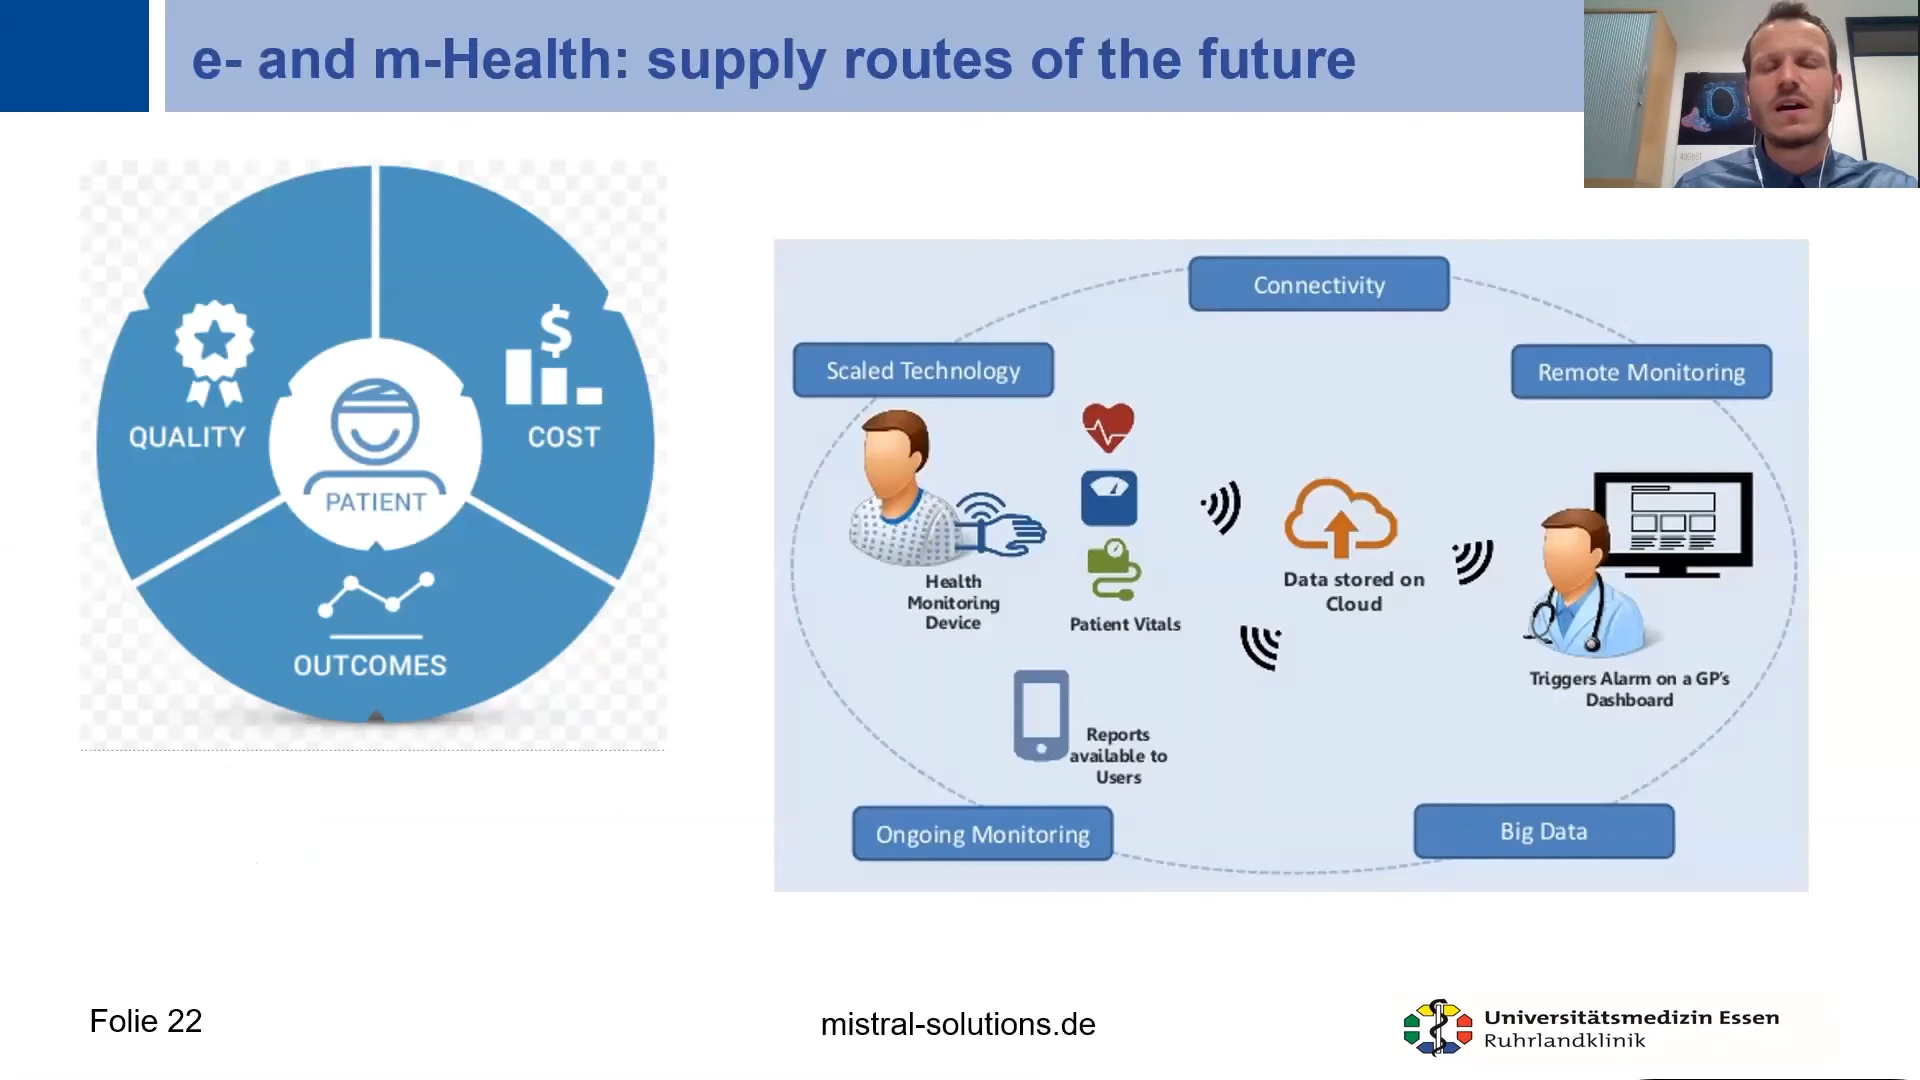 e- and m-Health: supply routes of the future
AUGUST
QUALITY
$
COST
PATIENT
OUTCOMES
Connectivity
Scaled Technology
Remote Monitoring
Health
Monitoring
Device
Patient Vitals
Data stored on
Cloud
Triggers Alarm on a GP's
Dashboard
Reports
available to
Users
Ongoing Monitoring
Big Data
Folie 22
mistral-solutions.de
Universitätsmedizin Essen
Ruhrlandklinik